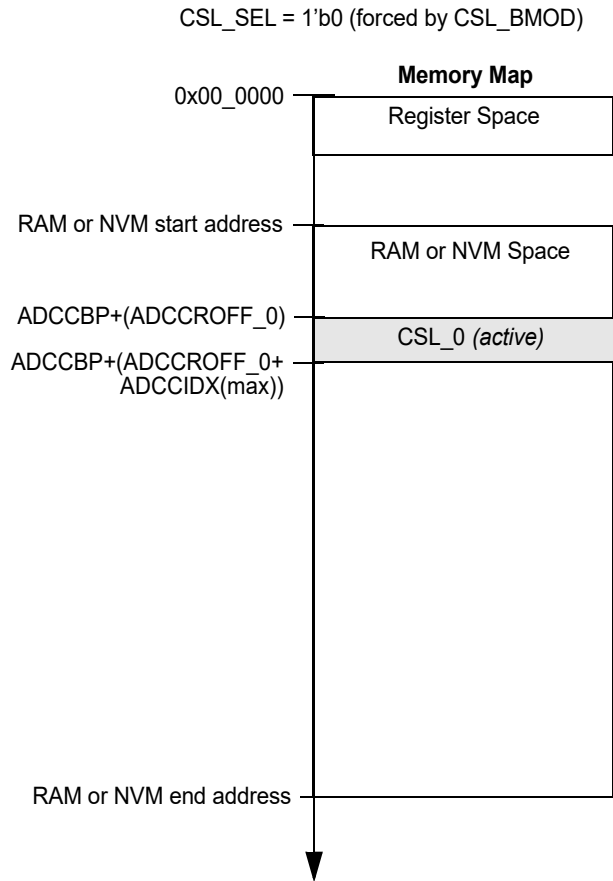 CSL_SEL = 1'b0 (forced by CSL_BMOD)
Memory Map
0x00_0000
Register Space
RAM or NVM start address
RAM or NVM Space
ADCCBP+(ADCCROFF_0)
CSL_0 (active)
ADCCBP+(ADCCROFF_0+
ADCCIDX(max))
RAM or NVM end address